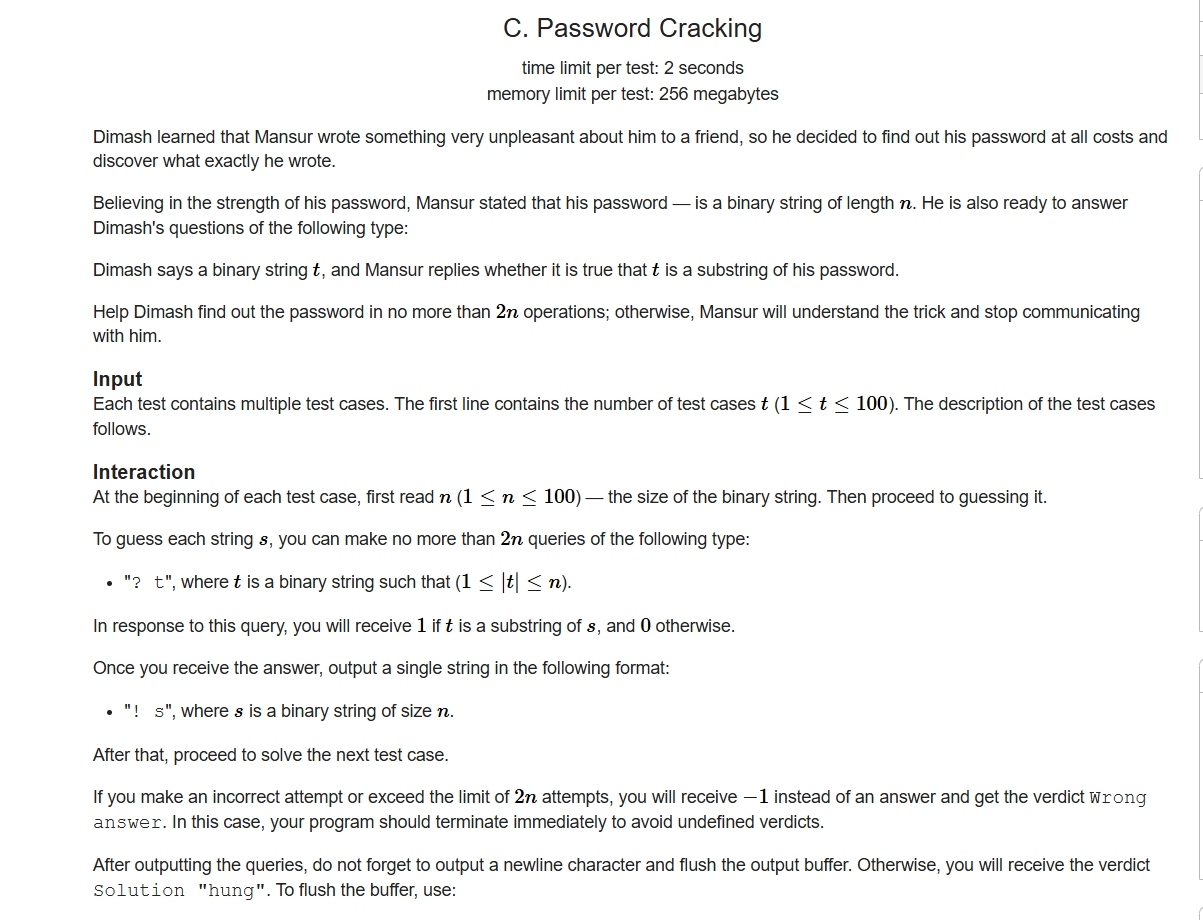 C. Password Cracking
time limit per test: 2 seconds
memory limit per test: 256 megabytes
Dimash learned that Mansur wrote something very unpleasant about him to a friend, so he decided to find out his password at all costs and
discover what exactly he wrote.
Believing in the strength of his password, Mansur stated that his password — is a binary string of length n. He is also ready to answer
Dimash's questions of the following type:
Dimash says a binary string t, and Mansur replies whether it is true that t is a substring of his password.
Help Dimash find out the password in no more than 2n operations; otherwise, Mansur will understand the trick and stop communicating
with him.
Input
Each test contains multiple test cases. The first line contains the number of test cases t (1 ≤ t ≤ 100). The description of the test cases
follows.
Interaction
At the beginning of each test case, first read n (1 ≤ n ≤ 100) — the size of the binary string. Then proceed to guessing it.
To guess each string s, you can make no more than 2n queries of the following type:
• "? t", where t is a binary string such that (1 ≤ |t| ≤ n).
In response to this query, you will receive 1 if t is a substring of s, and 0 otherwise.
Once you receive the answer, output a single string in the following format:
• "! s", where s is a binary string of size n.
After that, proceed to solve the next test case.
If you make an incorrect attempt or exceed the limit of 2n attempts, you will receive −1 instead of an answer and get the verdict Wrong
answer. In this case, your program should terminate immediately to avoid undefined verdicts.
After outputting the queries, do not forget to output a newline character and flush the output buffer. Otherwise, you will receive the verdict
Solution "hung". To flush the buffer, use: